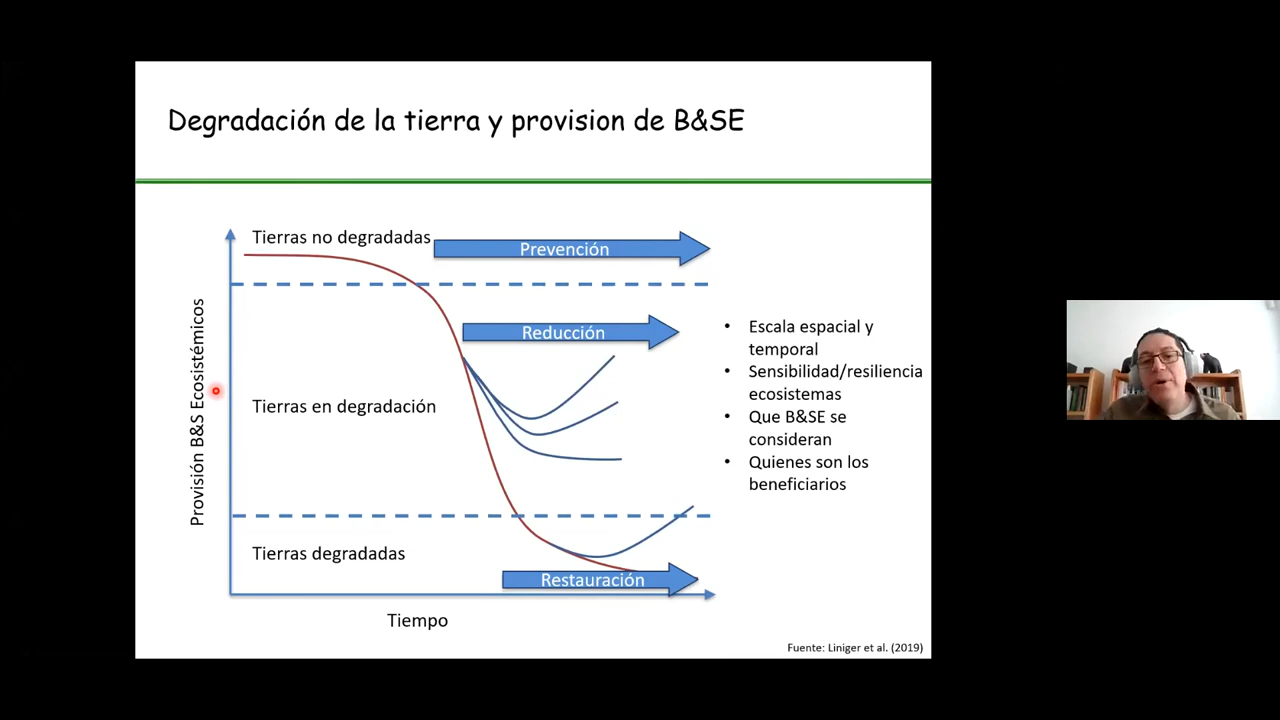 Degradación de la tierra y provision de B&SE
Tierras no degradadas
Prevención
Reducción
Provisión B&S Ecosistémicos
Tierras en degradación
Tierras degradadas
Restauración
Tiempo
• Escala espacial y
temporal
• Sensibilidad/resiliencia
ecosistemas
• Que B&SE se
consideran
• Quienes son los
beneficiarios
Fuente: Liniger et al. (2019)